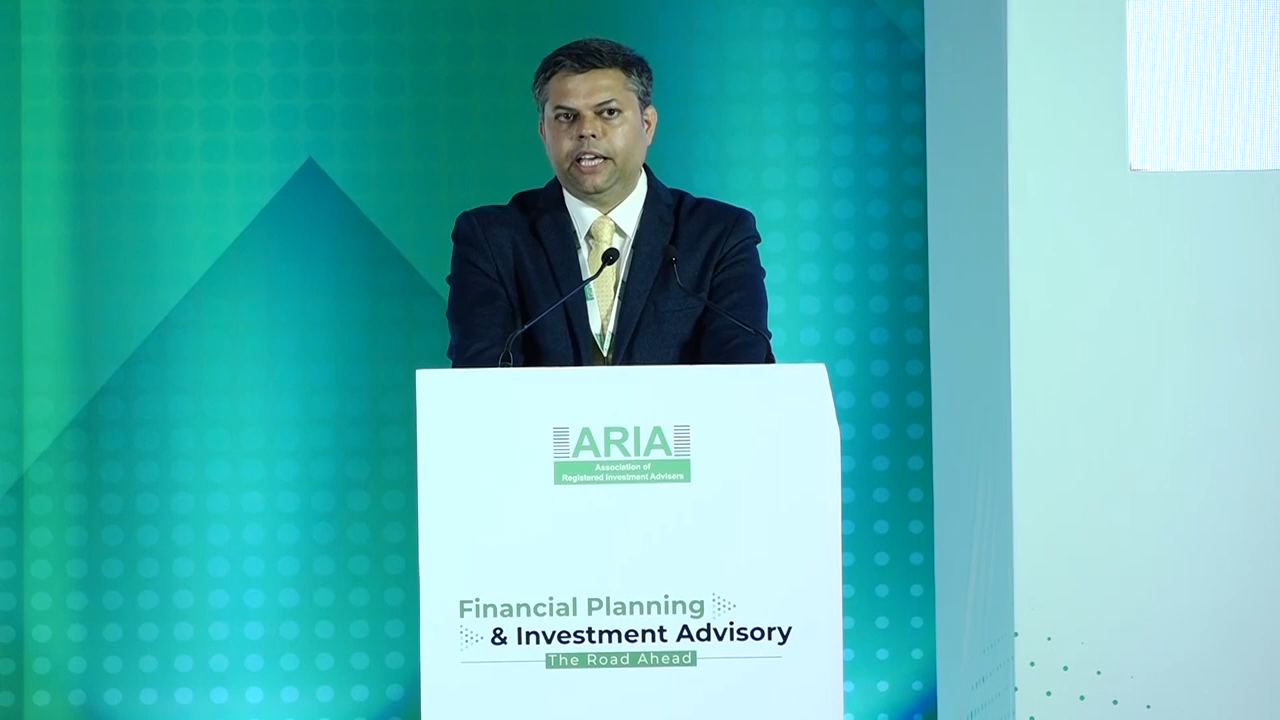 ARIA
Association of
Registered Investment Advisers
Financial Planning
& Investment Advisory
The Road Ahead